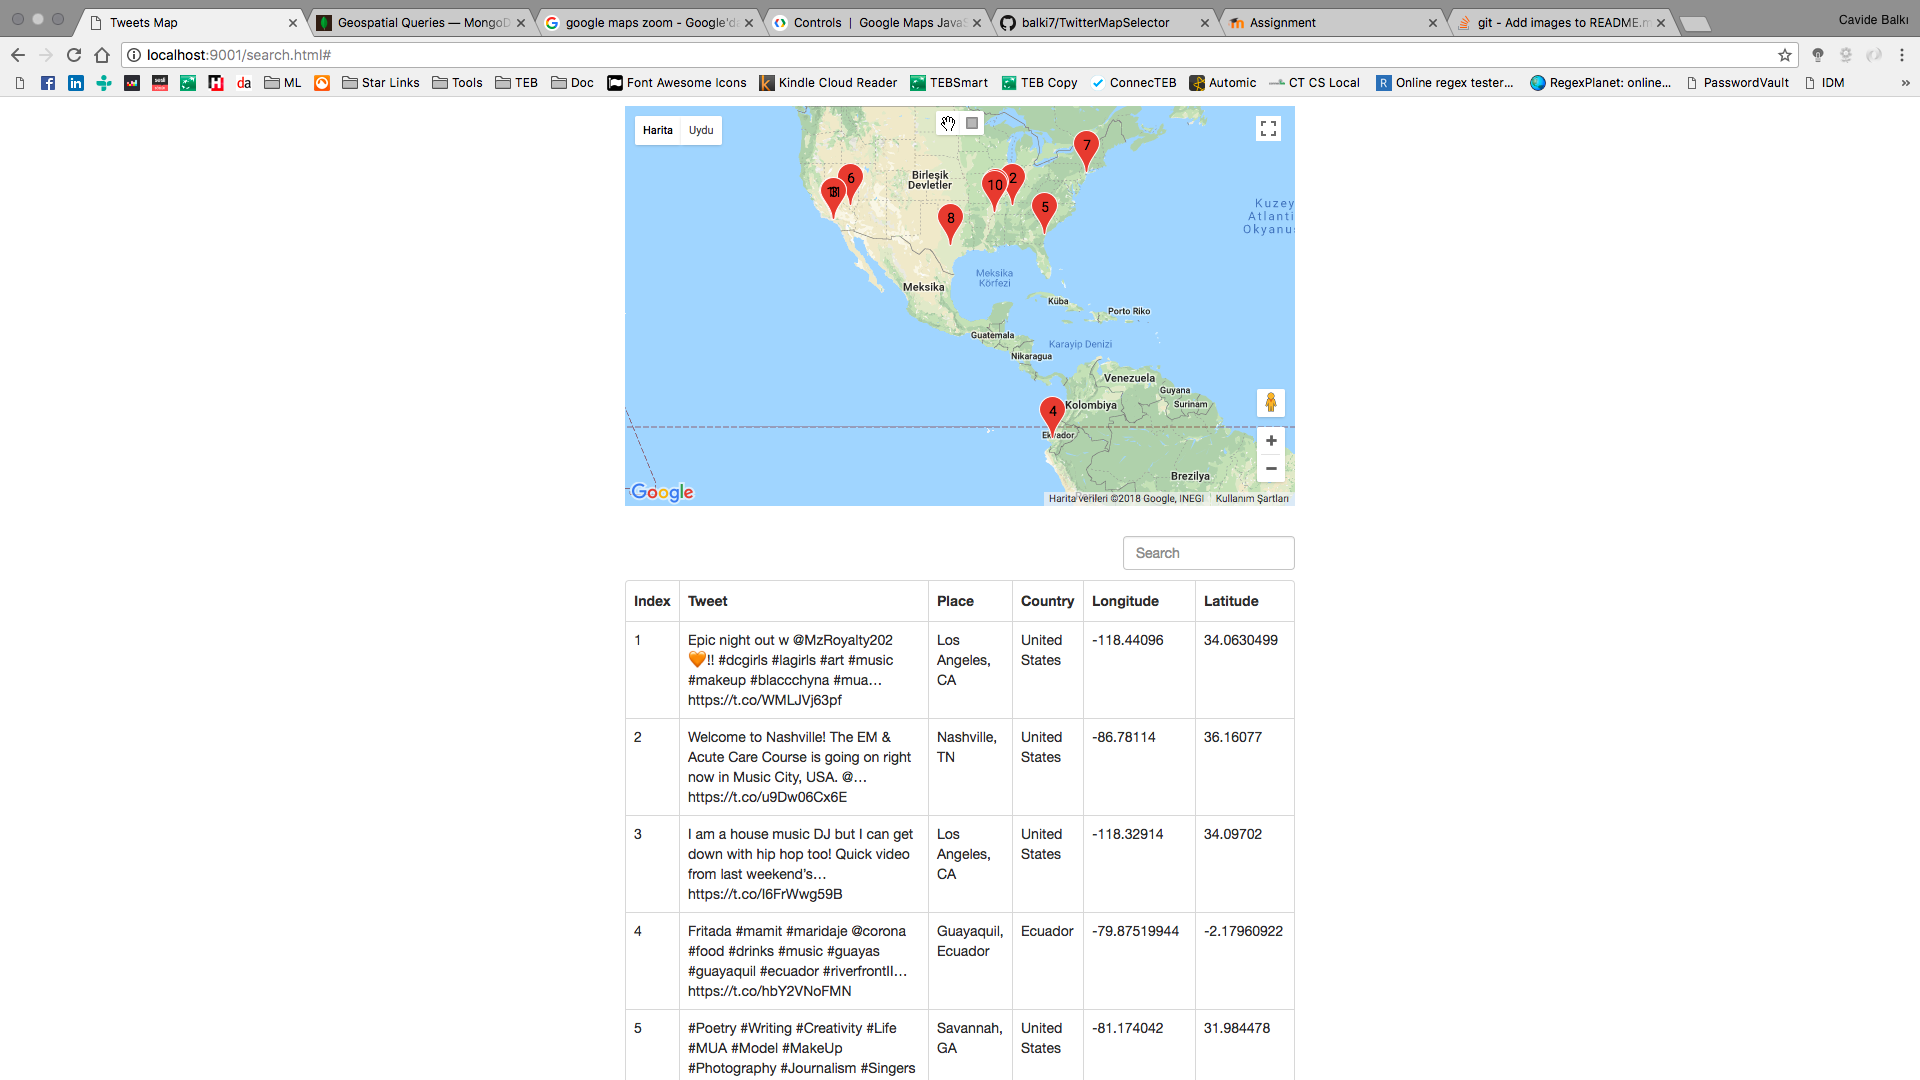 Tweets Map
Geospatial Queries — MongoD
google maps zoom - Google'da
Controls | Google Maps JavaS
balki7/TwitterMapSelector
Assignment
git - Add images to README.m
Cavide Balkı
localhost:9001/search.html#
ML
Star Links
Tools
TEB
Doc
Font Awesome Icons
Kindle Cloud Reader
TEBSmart
TEB Copy
ConnecTEB
Automic
CT CS Local
Online regex tester...
RegexPlanet: online...
PasswordVault
IDM
»
Harita
Uydu
7
6
2
10
8
5
4
Birleşik
Devletler
Kuzey
Atlanti
Okyanu
Meksika
Körfezi
Meksika
Küba
Porto Riko
Guatemala
Karayip Denizi
Nikaragua
Venezuela
Guyana
Surinam
Kolombiya
Ekvador
Brezilya
Google
Harita verileri ©2018 Google, INEGI
Kullanım Şartları
Search
Index Tweet Place Country Longitude Latitude
1 Epic night out w @MzRoyalty202 Los United -118.44096 34.0630499
🧡!! #dcgirls #lagirls #art #music Angeles, States
#makeup #blaccchyna #mua… CA
https://t.co/WMLJVj63pf
2 Welcome to Nashville! The EM & Nashville, United -86.78114 36.16077
Acute Care Course is going on right TN States
now in Music City, USA. @…
https://t.co/u9Dw06Cx6E
3 I am a house music DJ but I can get Los United -118.32914 34.09702
down with hip hop too! Quick video Angeles, States
from last weekend's… CA
https://t.co/l6FrWwg59B
4 Fritada #mamit #maridaje @corona Guayaquil, Ecuador -79.87519944 -2.17960922
#food #drinks #music #guayas Ecuador
#guayaquil #ecuador #riverfrontII…
https://t.co/hbY2VNoFMN
5 #Poetry #Writing #Creativity #Life Savannah, United -81.174042 31.984478
#MUA #Model #MakeUp GA States
#Photography #Journalism #Singers